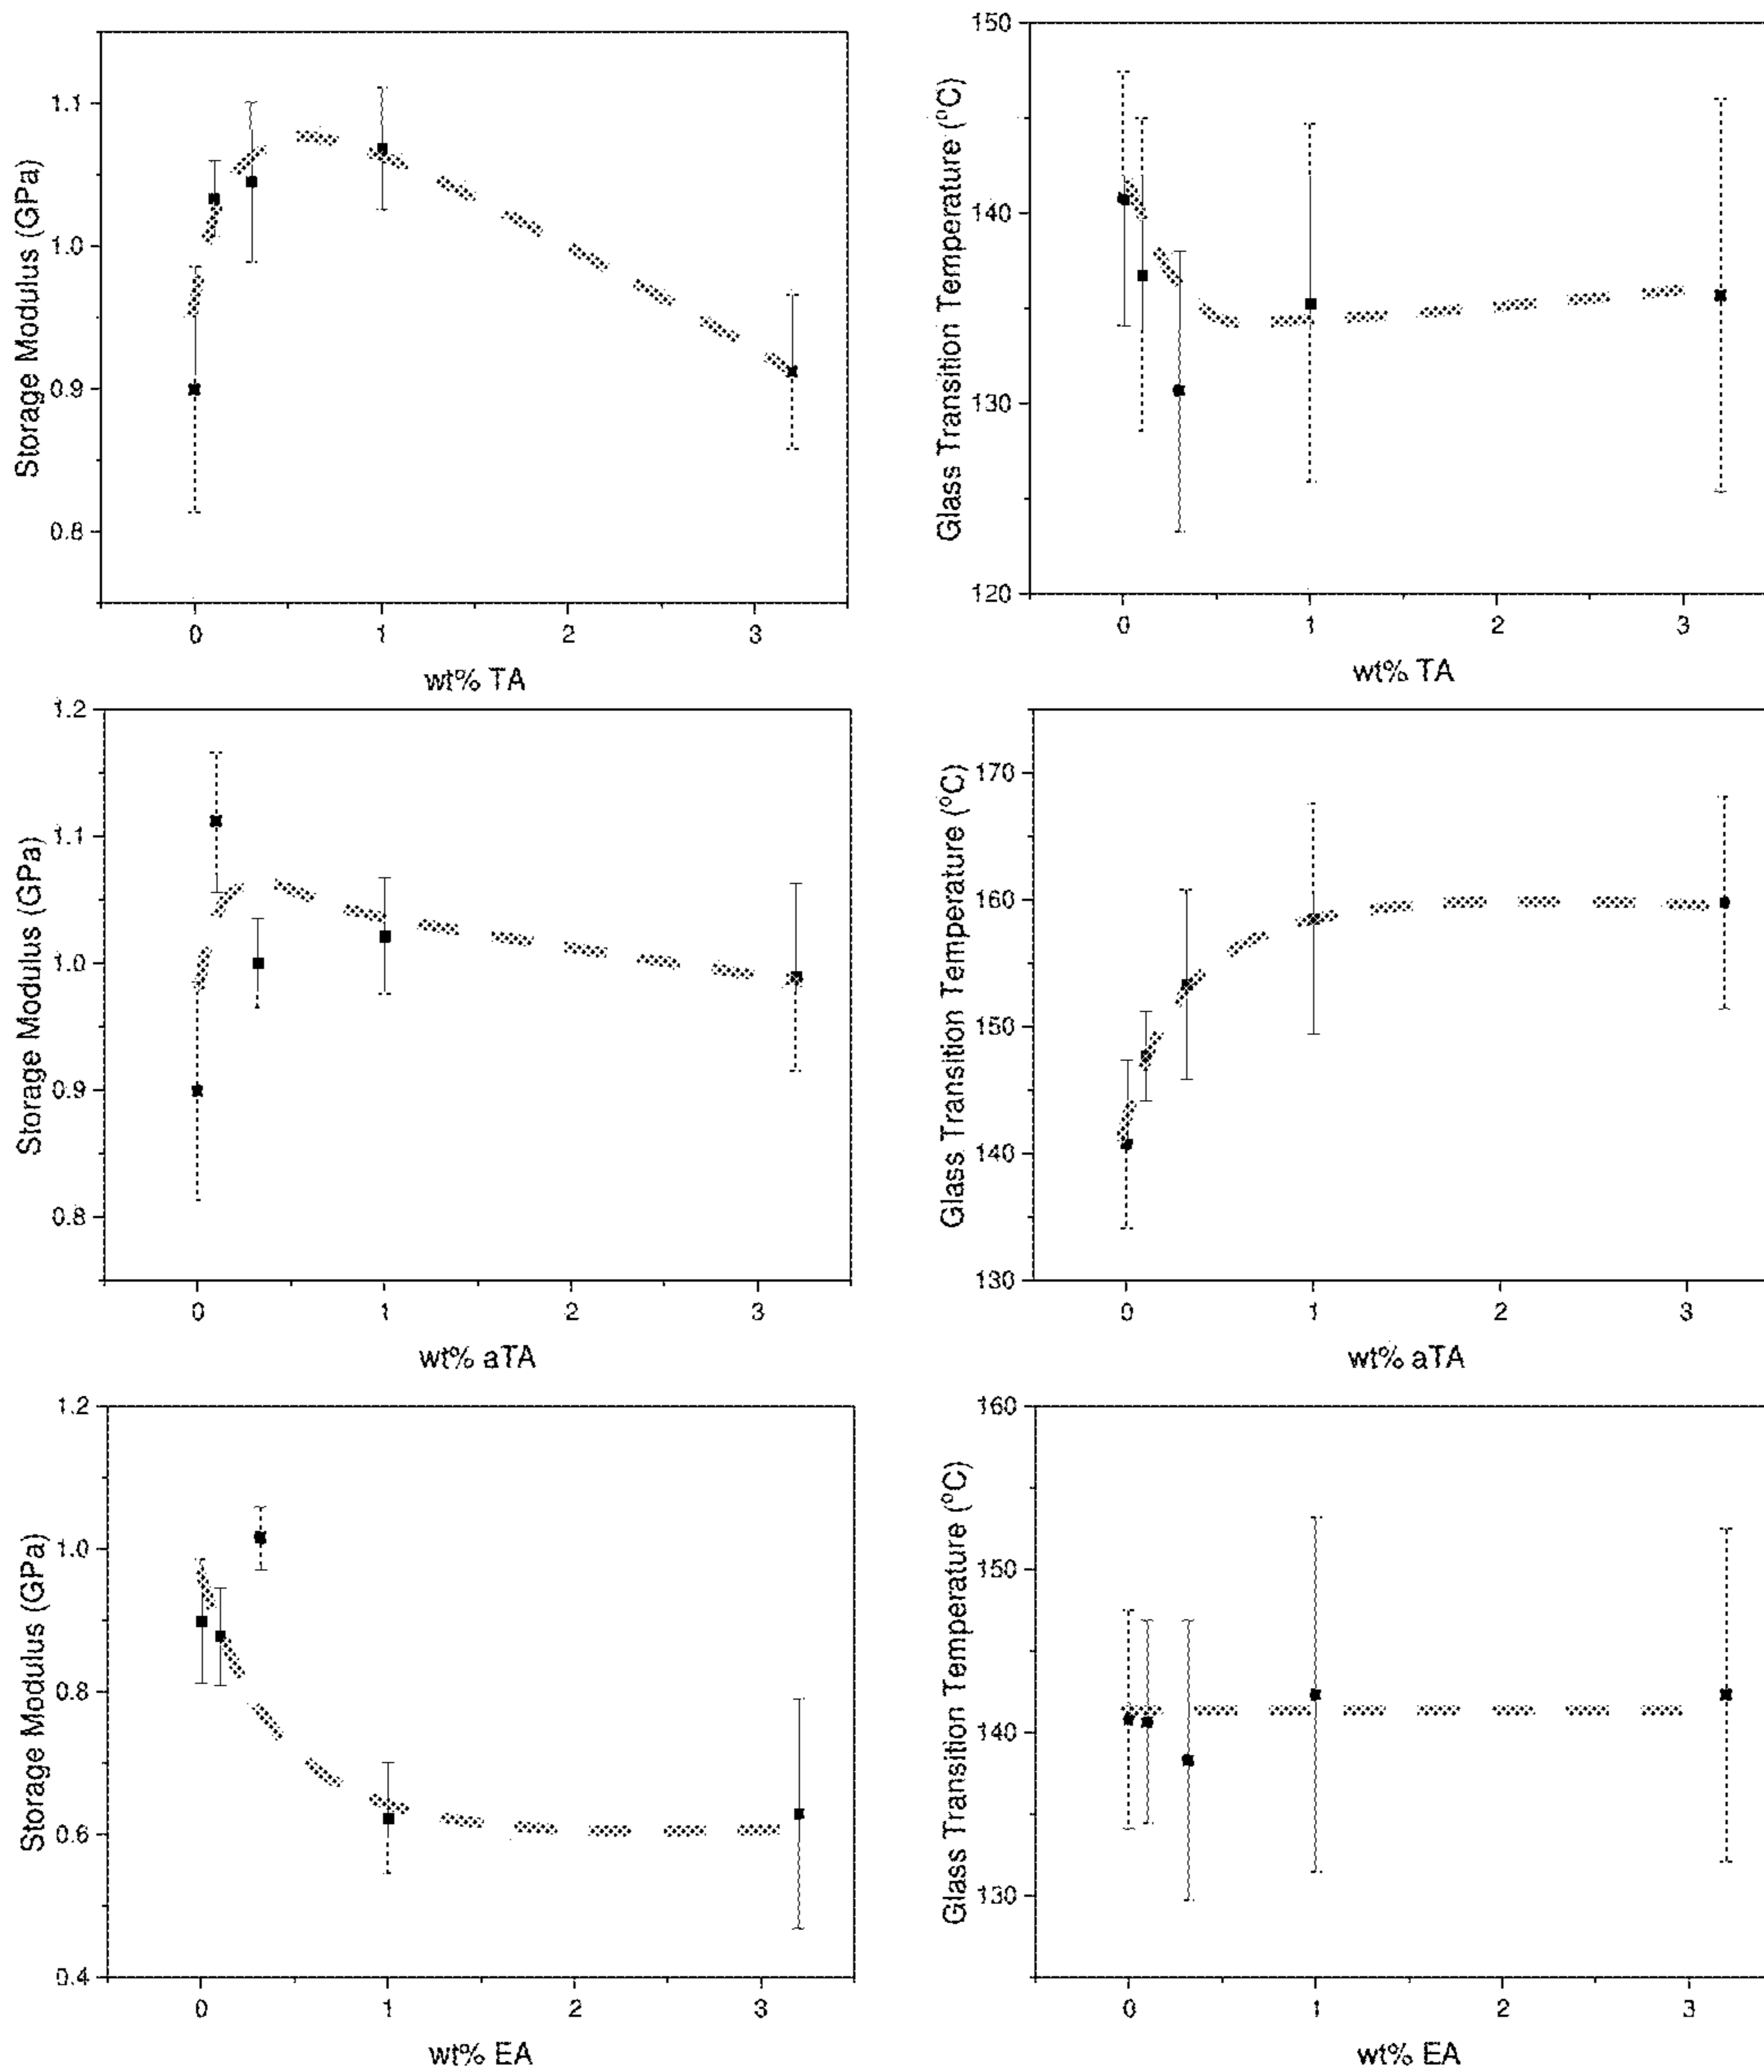 1.1
1.0
0.9
0.8
Storage Modulus (GPa)
0 1 2 3
wt% TA
150
140
130
120
Glass Transition Temperature (ºC)
0 1 2 3
wt% TA
1.2
1.1
1.0
0.9
0.8
Storage Modulus (GPa)
0 1 2 3
wt% aTA
170
160
150
140
130
Glass Transition Temperature (ºC)
0 1 2 3
wt% aTA
1.2
1.0
0.8
0.6
0.4
Storage Modulus (GPa)
0 1 2 3
wt% EA
160
150
140
130
Glass Transition Temperature (ºC)
0 1 2 3
wt% EA